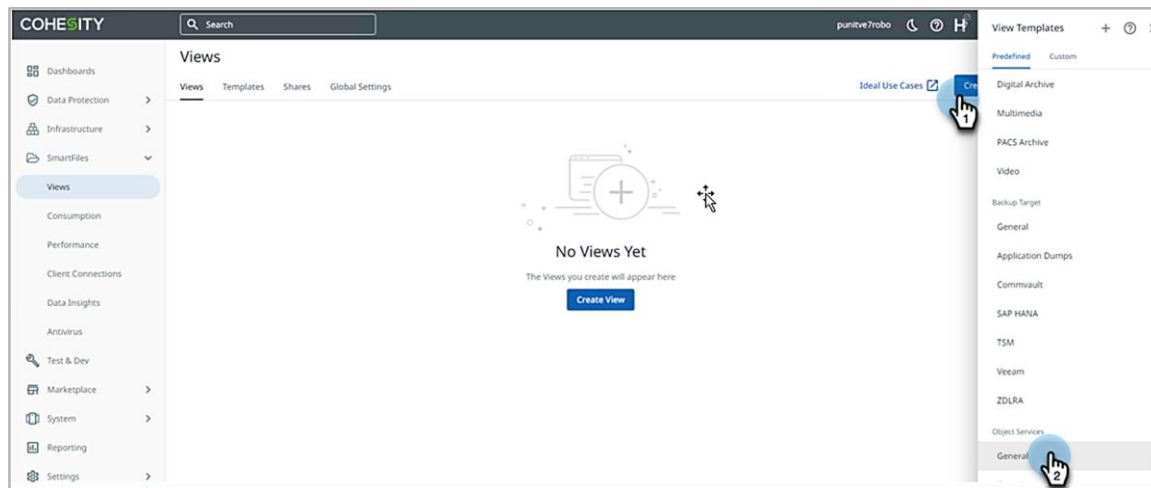 COHESITY
Search
punitve7robo
View Templates
Predefined Custom
Digital Archive
Multimedia
PACS Archive
Video
Backup Target
General
Application Dumps
Commvault
SAP HANA
TSM
Veeam
ZDLRA
Object Services
General
2
Dashboards
Data Protection
Infrastructure
SmartFiles
Views
Consumption
Performance
Client Connections
Data Insights
Antivirus
Test & Dev
Marketplace
System
Reporting
Settings
Views
Views Templates Shares Global Settings
Ideal Use Cases
Cre
1
No Views Yet
The Views you create will appear here
Create View